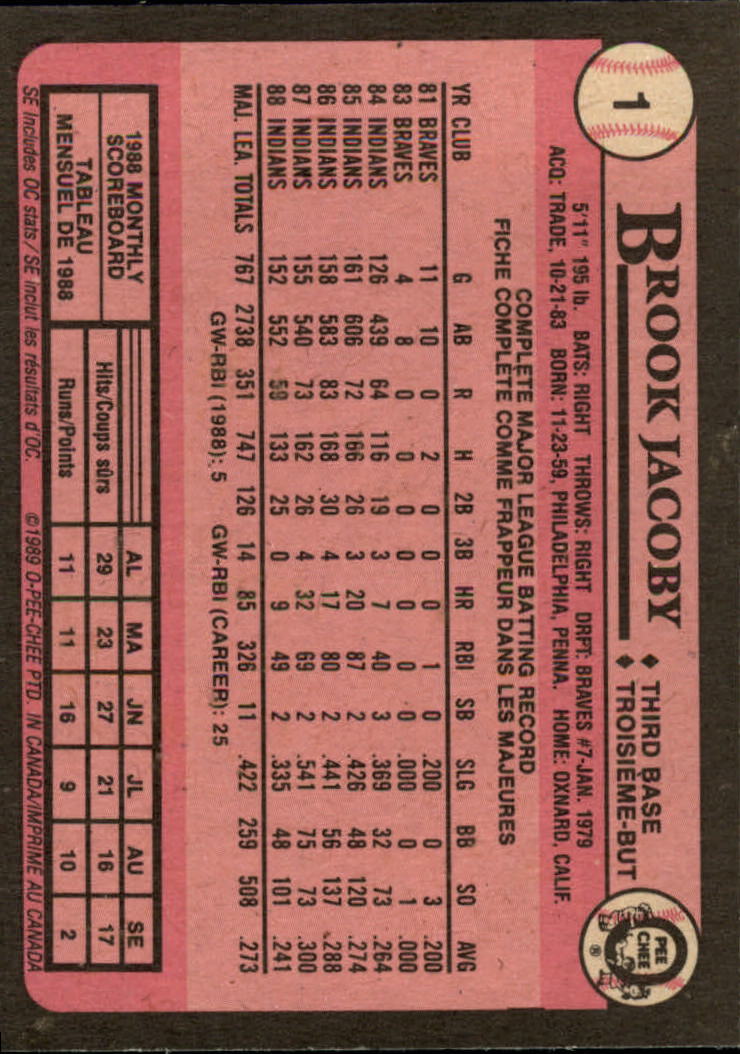 1
BROOK JACOBY
♦ THIRD BASE
♦ TROISIEME-BUT
O PEE CHEE ®
5'11" 195 lb. BATS: RIGHT THROWS: RIGHT DRPT: BRAVES #7-JAN. 1979
ACQ: TRADE, 10-21-83 BORN: 11-23-59, PHILADELPHIA, PENNA. HOME: OXNARD, CALIF.
COMPLETE MAJOR LEAGUE BATTING RECORD
FICHE COMPLÈTE COMME FRAPPEUR DANS LES MAJEURES
YR CLUB G AB R H 2B 3B HR RBI SB SLG BB SO AVG
81 BRAVES 11 10 0 2 0 0 0 1 0 .200 0 3 .200
83 BRAVES 4 8 0 0 0 0 0 0 0 .000 0 1 .000
84 INDIANS 126 439 64 116 19 3 7 40 3 .369 32 73 .264
85 INDIANS 161 606 72 166 26 3 20 87 2 .426 48 120 .274
86 INDIANS 158 583 83 168 30 4 17 80 2 .441 56 137 .288
87 INDIANS 155 540 73 162 26 4 32 69 2 .541 75 73 .300
88 INDIANS 152 552 59 133 25 0 9 49 2 .335 48 101 .241
MAJ. LEA. TOTALS 767 2738 351 747 126 14 85 326 11 .422 259 508 .273
GW-RBI (1988): 5 GW-RBI (CAREER): 25
1988 MONTHLY
SCOREBOARD
TABLEAU
MENSUEL DE 1988
AL MA JN JL AU SE
Hits/Coups sûrs 29 23 27 21 16 17
Runs/Points 11 11 16 9 10 2
SE Includes OC stats/SE inclut les résultats d'OC. ©1989 O-PEE-CHEE PTD. IN CANADA/IMPRIMÉ AU CANADA